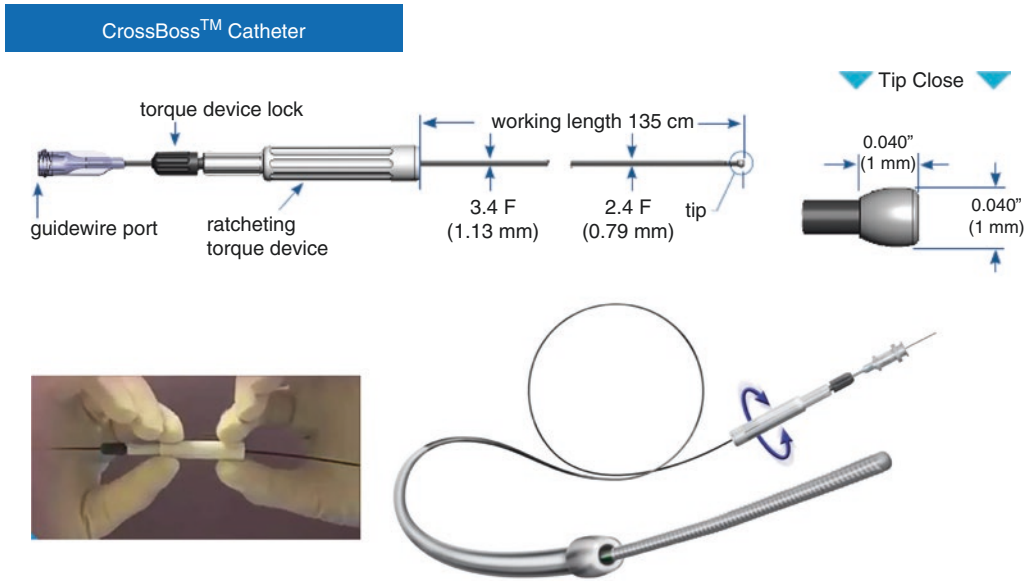 CrossBoss™ Catheter
Tip Close
torque device lock
working length 135 cm
0.040”
(1 mm)
guidewire port
ratcheting
torque device
3.4 F
(1.13 mm)
2.4 F
(0.79 mm)
tip
0.040”
(1 mm)